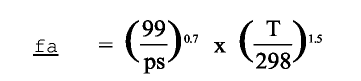 fa = (99/ps)^0.7 x (T/298)^1.5